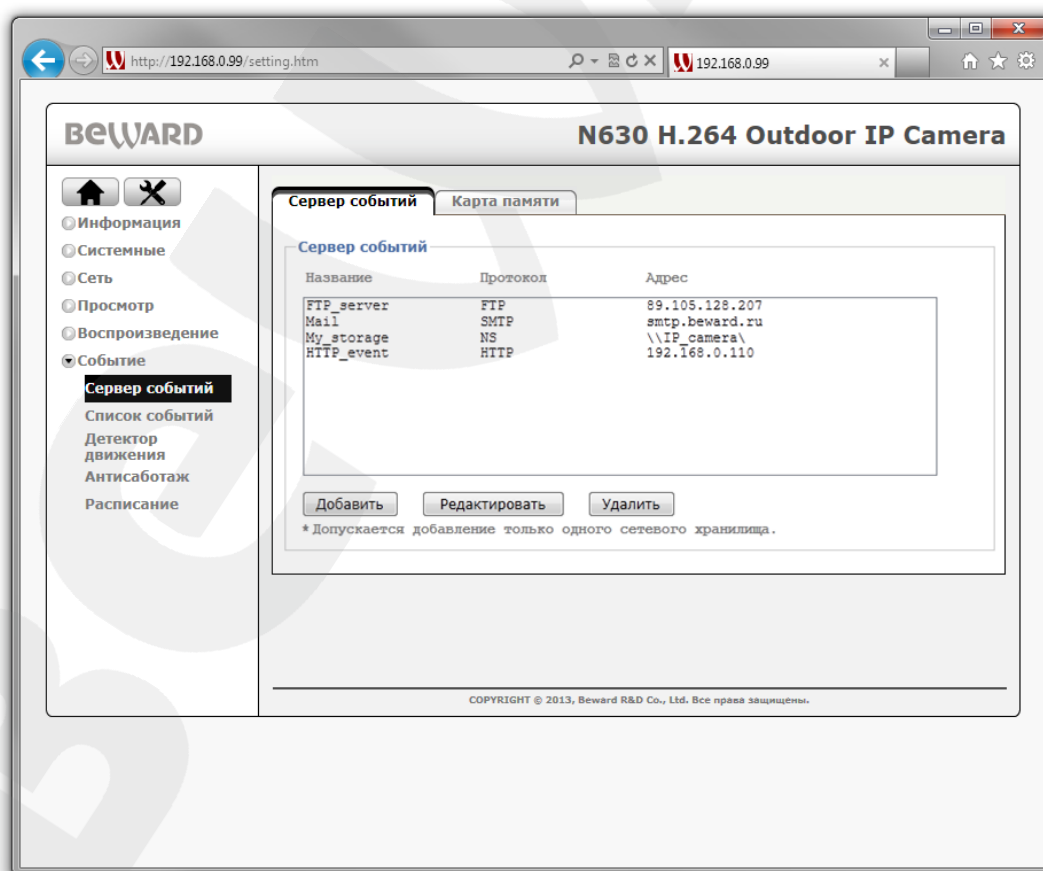 http://192.168.0.99/setting.htm
192.168.0.99
BEWARD
N630 H.264 Outdoor IP Camera
Информация
Системные
Сеть
Просмотр
Воспроизведение
Событие
Сервер событий
Список событий
Детектор
движения
Антисаботаж
Расписание
Сервер событий Карта памяти
Сервер событий
Название Протокол Адрес
FTP_server FTP 89.105.128.207
Mail SMTP smtp.beward.ru
My_storage NS \\IP_camera\
HTTP_event HTTP 192.168.0.110
Добавить Редактировать Удалить
*Допускается добавление только одного сетевого хранилища.
COPYRIGHT © 2013, Beward R&D Co., Ltd. Все права защищены.